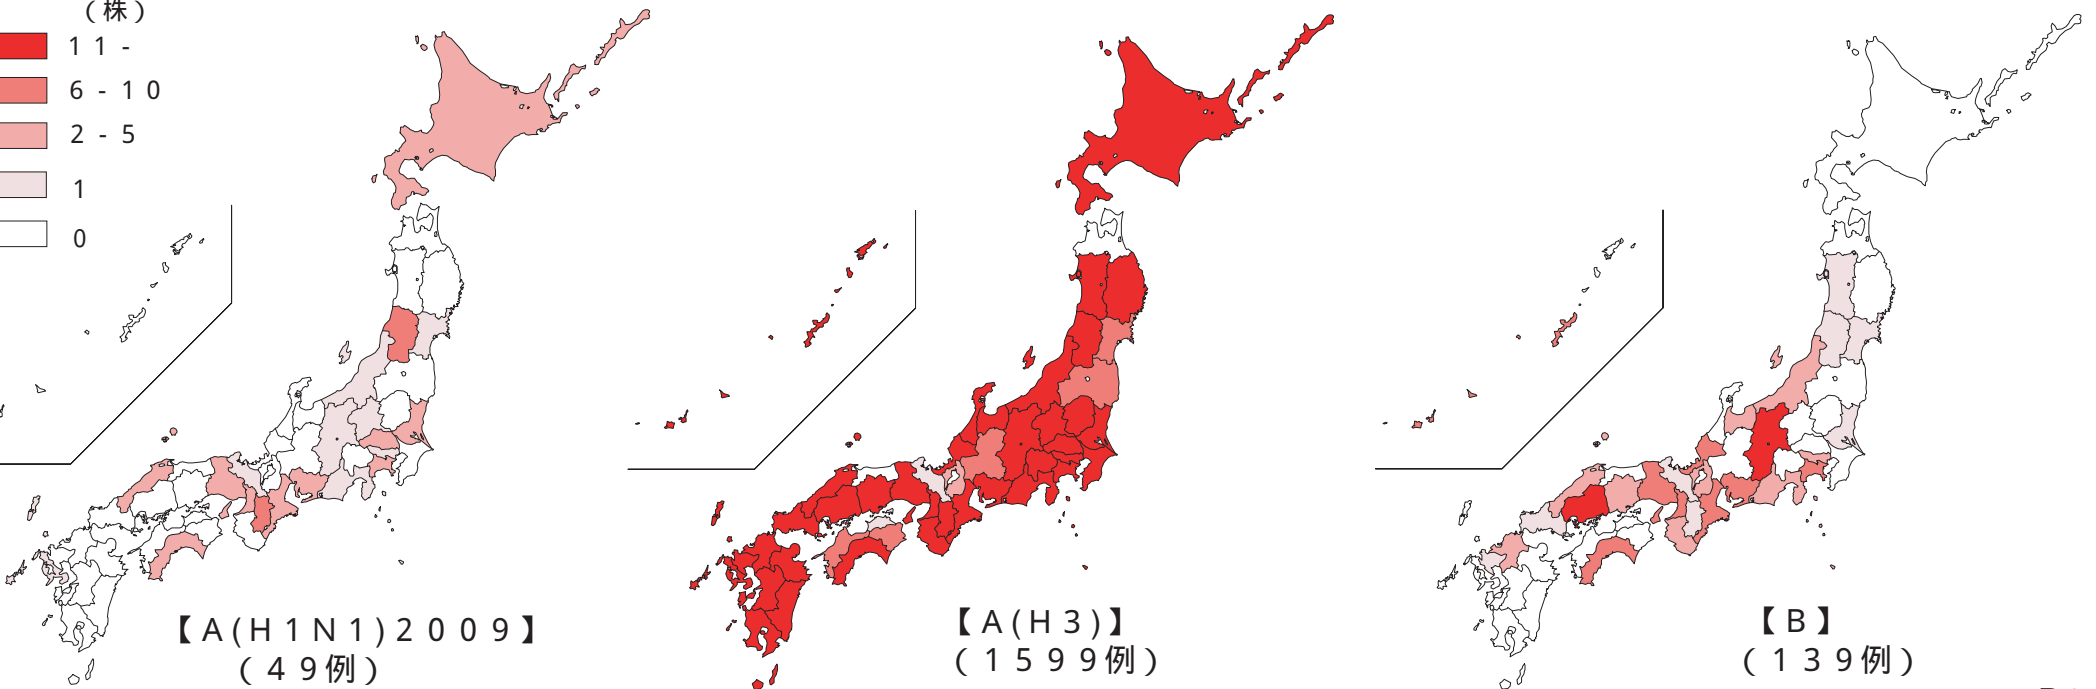 (株)
11-
6-10
2-5
1
0
【A(H1N1)2009】
(49例)
【A(H3)】
(1599例)
【B】
(139例)